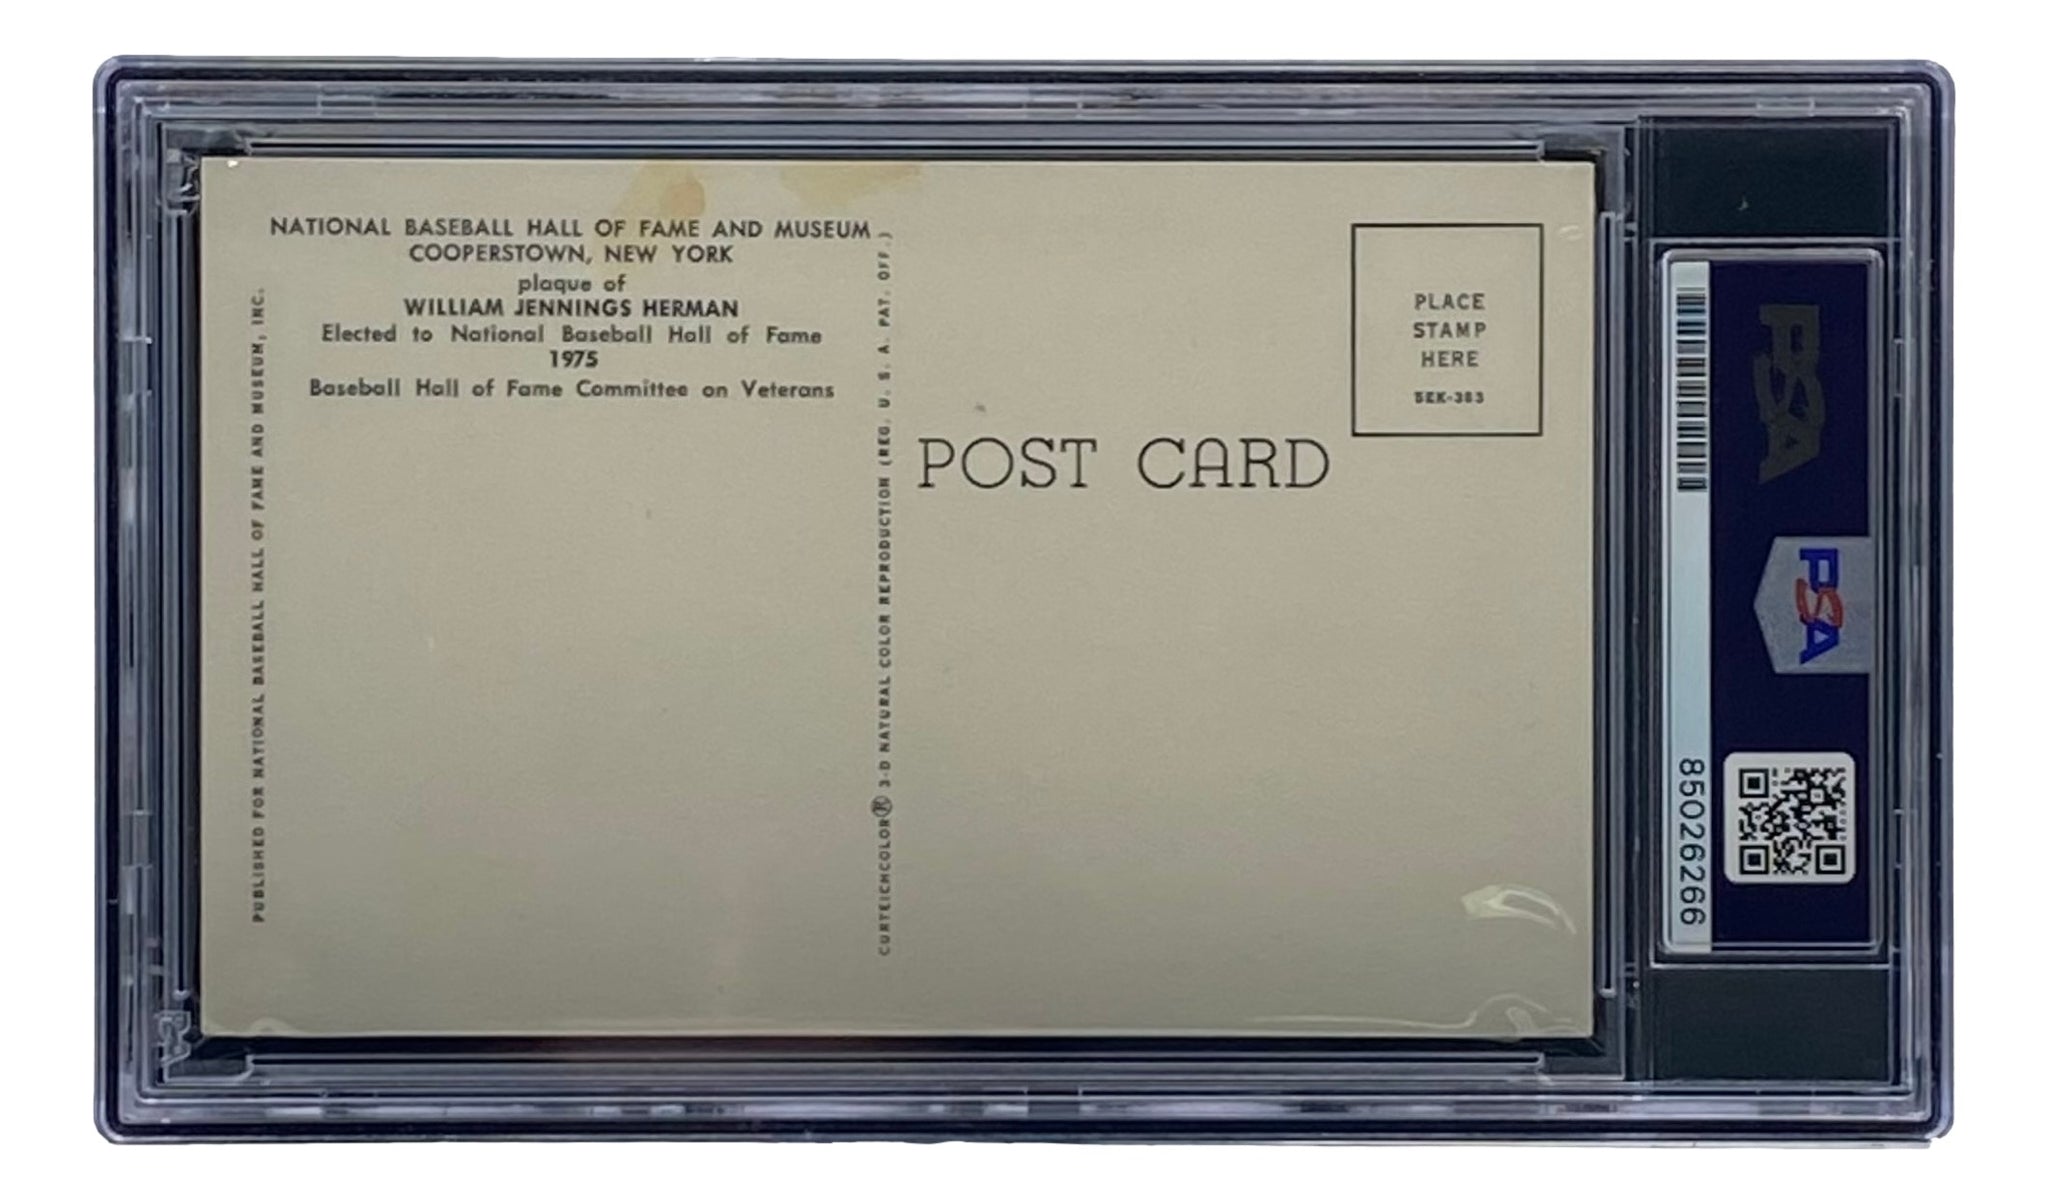 NATIONAL BASEBALL HALL OF FAME AND MUSEUM
COOPERSTOWN, NEW YORK
plaque of
WILLIAM JENNINGS HERMAN
Elected to National Baseball Hall of Fame
1975
Baseball Hall of Fame Committee on Veterans
PUBLISHED FOR NATIONAL BASEBALL HALL OF FAME AND MUSEUM, INC.
CURTEICHCOLOR® 3-D NATURAL COLOR REPRODUCTION (REG. U. S. A. PAT. OFF.)
POST CARD
PLACE
STAMP
HERE
PSA
PSA
85026266
PSA